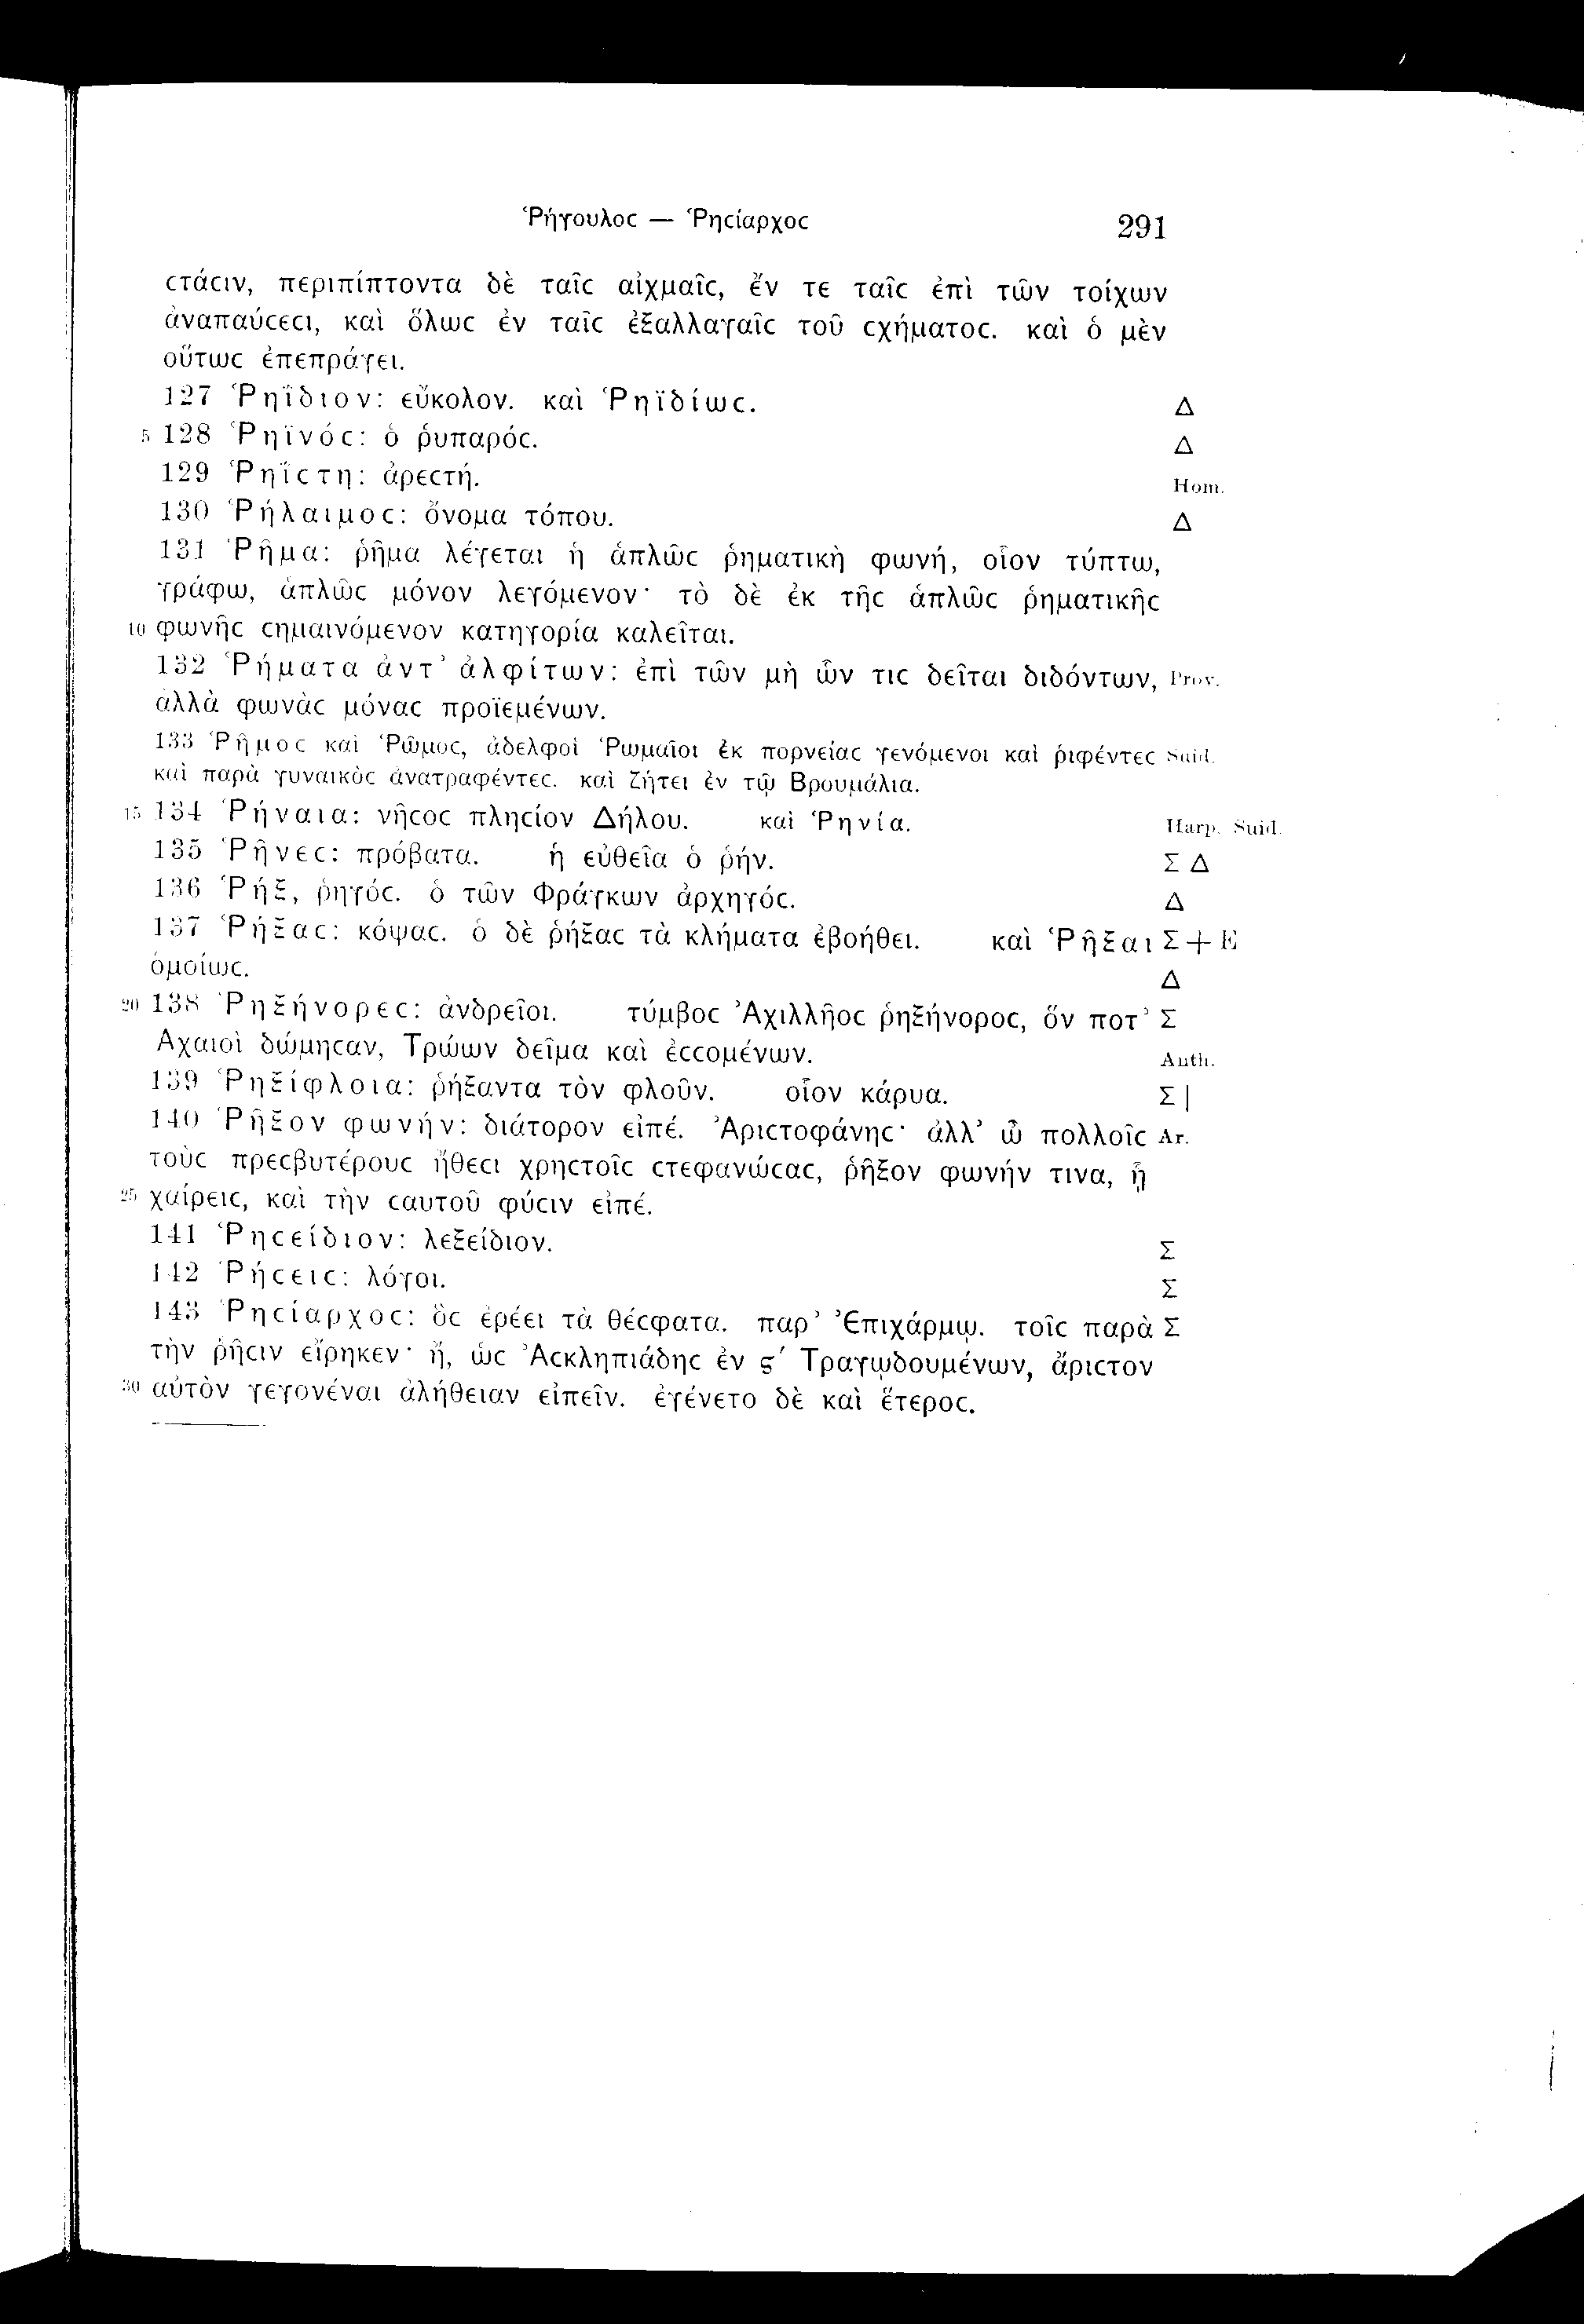 Ῥήγουλοϲ — Ῥηϲίαρχοϲ 291
ϲτάϲιν, περιπίπτοντα δὲ ταῖϲ αἰχμαῖϲ, ἔν τε ταῖϲ ἐπὶ τῶν τοίχων
ἀναπαύϲεϲι, καὶ ὅλωϲ ἐν ταῖϲ ἐξαλλαγαῖϲ τοῦ ϲχήματοϲ. καὶ ὁ μὲν
οὕτωϲ ἐπεπράγει.
127 Ῥηΐδιον: εὔκολον. καὶ Ῥηϊδίωϲ. Δ
5 128 Ῥηϊνόϲ: ὁ ῥυπαρόϲ. Δ
129 Ῥηΐϲτη: ἀρεϲτή. Hom.
130 Ῥήλαιμοϲ: ὄνομα τόπου. Δ
131 Ῥῆμα: ῥῆμα λέγεται ἡ ἁπλῶϲ ῥηματικὴ φωνή, οἷον τύπτω,
γράφω, ἁπλῶϲ μόνον λεγόμενον· τὸ δὲ ἐκ τῆϲ ἁπλῶϲ ῥηματικῆϲ
10 φωνῆϲ ϲημαινόμενον κατηγορία καλεῖται.
132 Ῥήματα ἀντ’ ἀλφίτων: ἐπὶ τῶν μὴ ὧν τιϲ δεῖται διδόντων, Prov.
ἀλλὰ φωνὰϲ μόναϲ προϊεμένων.
133 Ῥῆμοϲ καὶ Ῥῶμοϲ, ἀδελφοὶ Ῥωμαῖοι ἐκ πορνείαϲ γενόμενοι καὶ ῥιφέντεϲ Suid.
καὶ παρὰ γυναικὸϲ ἀνατραφέντεϲ. καὶ ζήτει ἐν τῷ Βρουμάλια.
15 134 Ῥήναια: νῆϲοϲ πληϲίον Δήλου. καὶ Ῥηνία. Harp. Suid.
135 Ῥῆνεϲ: πρόβατα. ἡ εὐθεῖα ὁ ῥήν. Σ Δ
136 Ῥήξ, ῥηγόϲ. ὁ τῶν Φράγκων ἀρχηγόϲ. Δ
137 Ῥήξαϲ: κόψαϲ. ὁ δὲ ῥήξαϲ τὰ κλήματα ἐβοήθει. καὶ Ῥῆξαι Σ + E
ὁμοίωϲ. Δ
20 138 Ῥηξήνορεϲ: ἀνδρεῖοι. τύμβοϲ Ἀχιλλῆοϲ ῥηξήνοροϲ, ὅν ποτ’ Σ
Ἀχαιοὶ δώμηϲαν, Τρώων δεῖμα καὶ ἐϲϲομένων. Anth.
139 Ῥηξίφλοια: ῥήξαντα τὸν φλοῦν. οἷον κάρυα. Σ |
140 Ῥῆξον φωνήν: διάτορον εἰπέ. Ἀριϲτοφάνηϲ· ἀλλ’ ὦ πολλοῖϲ Ar.
τοὺϲ πρεϲβυτέρουϲ ἤθεϲι χρηϲτοῖϲ ϲτεφανώϲαϲ, ῥῆξον φωνήν τινα, ᾗ
25 χαίρειϲ, καὶ τὴν ϲαυτοῦ φύϲιν εἰπέ.
141 Ῥηϲείδιον: λεξείδιον. Σ
142 Ῥήϲειϲ: λόγοι. Σ
143 Ῥηϲίαρχοϲ: ὃϲ ἐρέει τὰ θέϲφατα. παρ’ Ἐπιχάρμῳ. τοῖϲ παρὰ Σ
τὴν ῥῆϲιν εἴρηκεν· ἤ, ὡϲ Ἀϲκληπιάδηϲ ἐν ϛ′ Τραγῳδουμένων, ἄριϲτον
30 αὐτὸν γεγονέναι ἀλήθειαν εἰπεῖν. ἐγένετο δὲ καὶ ἕτεροϲ.